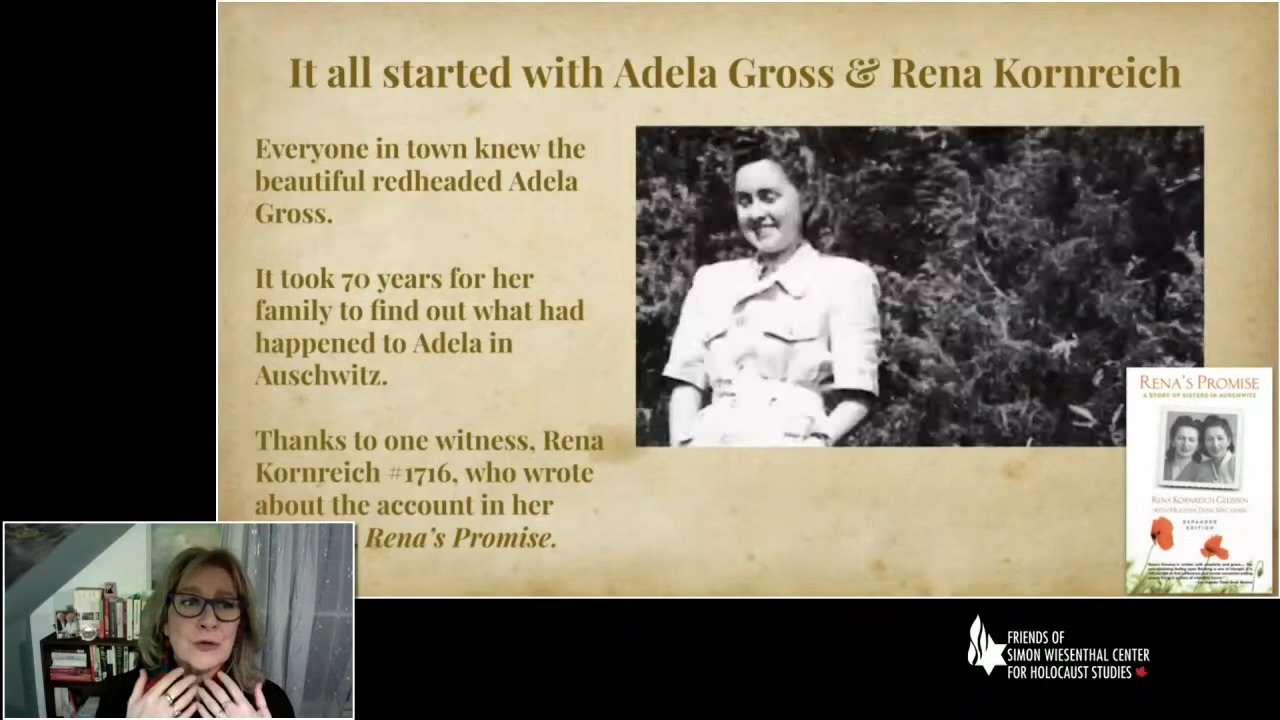 It all started with Adela Gross & Rena Kornreich
Everyone in town knew the
beautiful redheaded Adela
Gross.
It took 70 years for her
family to find out what had
happened to Adela in
Auschwitz.
Thanks to one witness, Rena
Kornreich #1716, who wrote
about the account in her
Rena's Promise.
RENA'S PROMISE
A STORY OF SISTERS IN AUSCHWITZ
RENA KORNREICH GELISSEN
WITH HEATHER DUNE MACADAM
EXPANDED
EDITION
FRIENDS OF
SIMON WIESENTHAL CENTER
FOR HOLOCAUST STUDIES